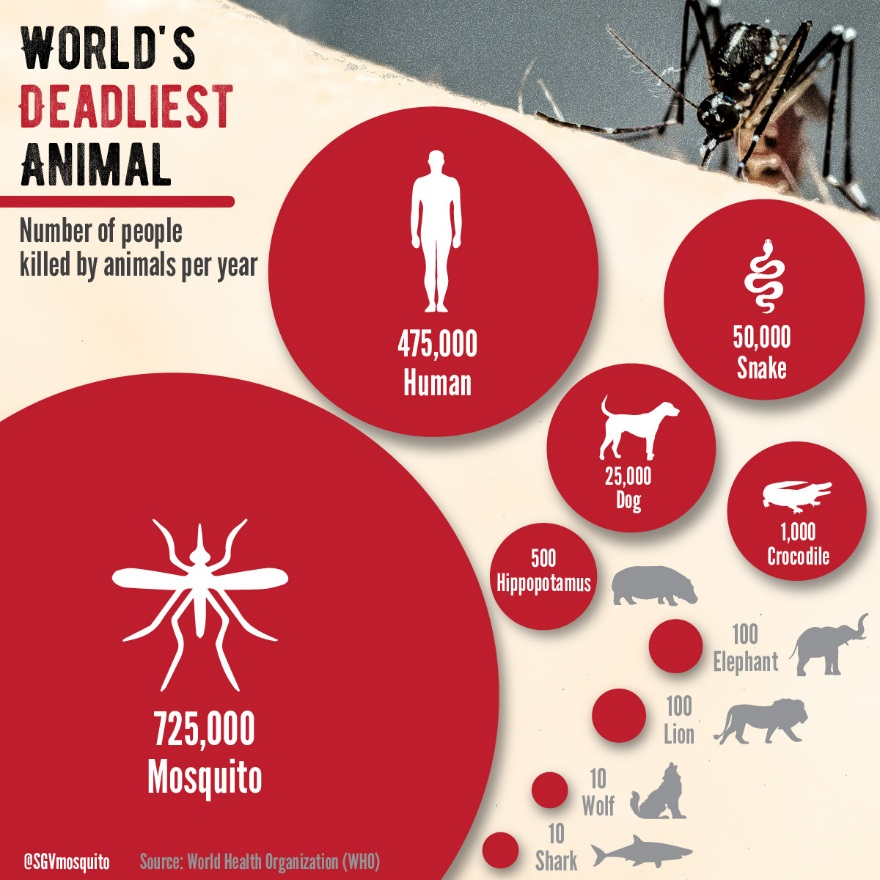 WORLD'S
DEADLIEST
ANIMAL
Number of people
killed by animals per year
475,000
Human
50,000
Snake
25,000
Dog
1,000
Crocodile
500
Hippopotamus
100
Elephant
100
Lion
725,000
Mosquito
10
Wolf
10
Shark
@SGVmosquito
Source: World Health Organization (WHO)